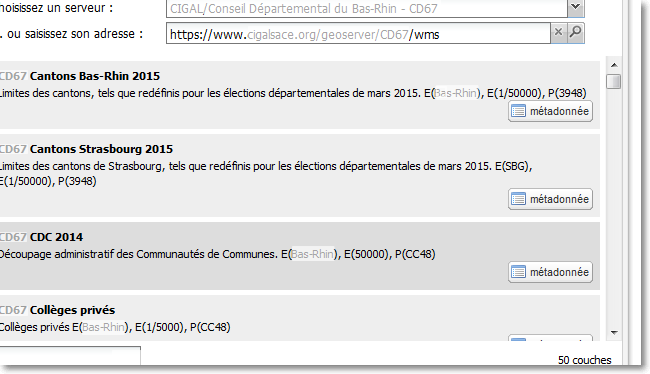 hoisissez un serveur : CIGAL/Conseil Départemental du Bas-Rhin - CD67
.. ou saisissez son adresse : https://www.cigalsace.org/geoserver/CD67/wms
CD67 Cantons Bas-Rhin 2015
Limites des cantons, tels que redéfinis pour les élections départementales de mars 2015. E(Bas-Rhin), E(1/50000), P(3948)
métadonnée
CD67 Cantons Strasbourg 2015
Limites des cantons de Strasbourg, tels que redéfinis pour les élections départementales de mars 2015. E(SBG),
E(1/50000), P(3948)
métadonnée
CD67 CDC 2014
Découpage administratif des Communautés de Communes. E(Bas-Rhin), E(50000), P(CC48)
métadonnée
CD67 Collèges privés
Collèges privés E(Bas-Rhin), E(1/5000), P(CC48)
50 couches